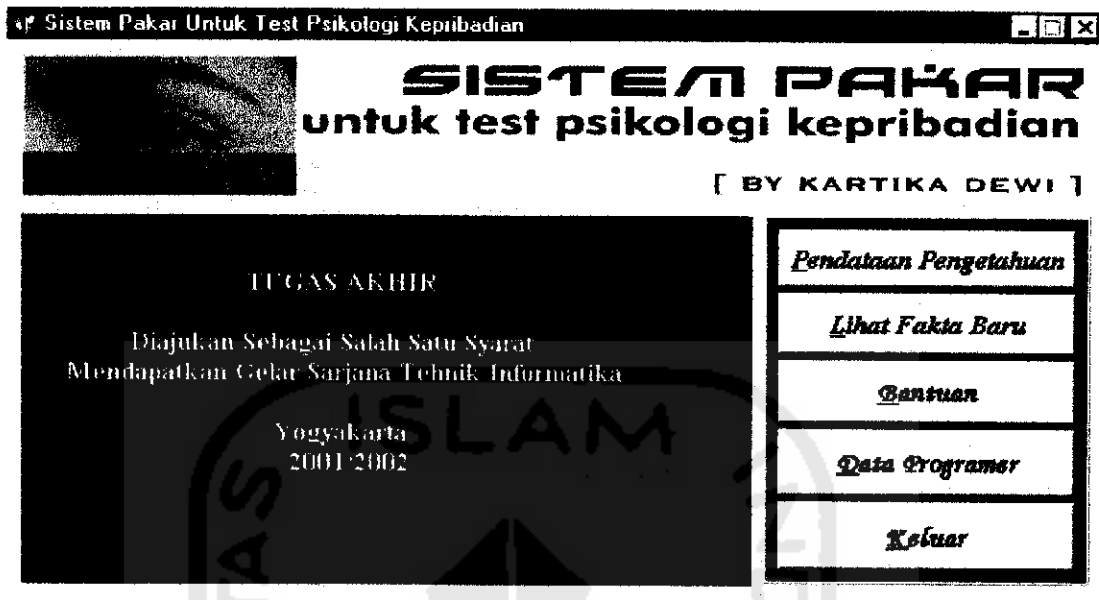 Sistem Pakar Untuk Test Psikologi Kepribadian
SISTEM PAKAR
untuk test psikologi kepribadian
[ BY KARTIKA DEWI ]
TUGAS AKHIR
Diajukan Sebagai Salah Satu Syarat
Mendapatkan Gelar Sarjana Tehnik Informatika
Yogyakarta
2001/2002
Pendataan Pengetahuan
Lihat Fakta Baru
Bantuan
Data Programer
Keluar
ISLAM